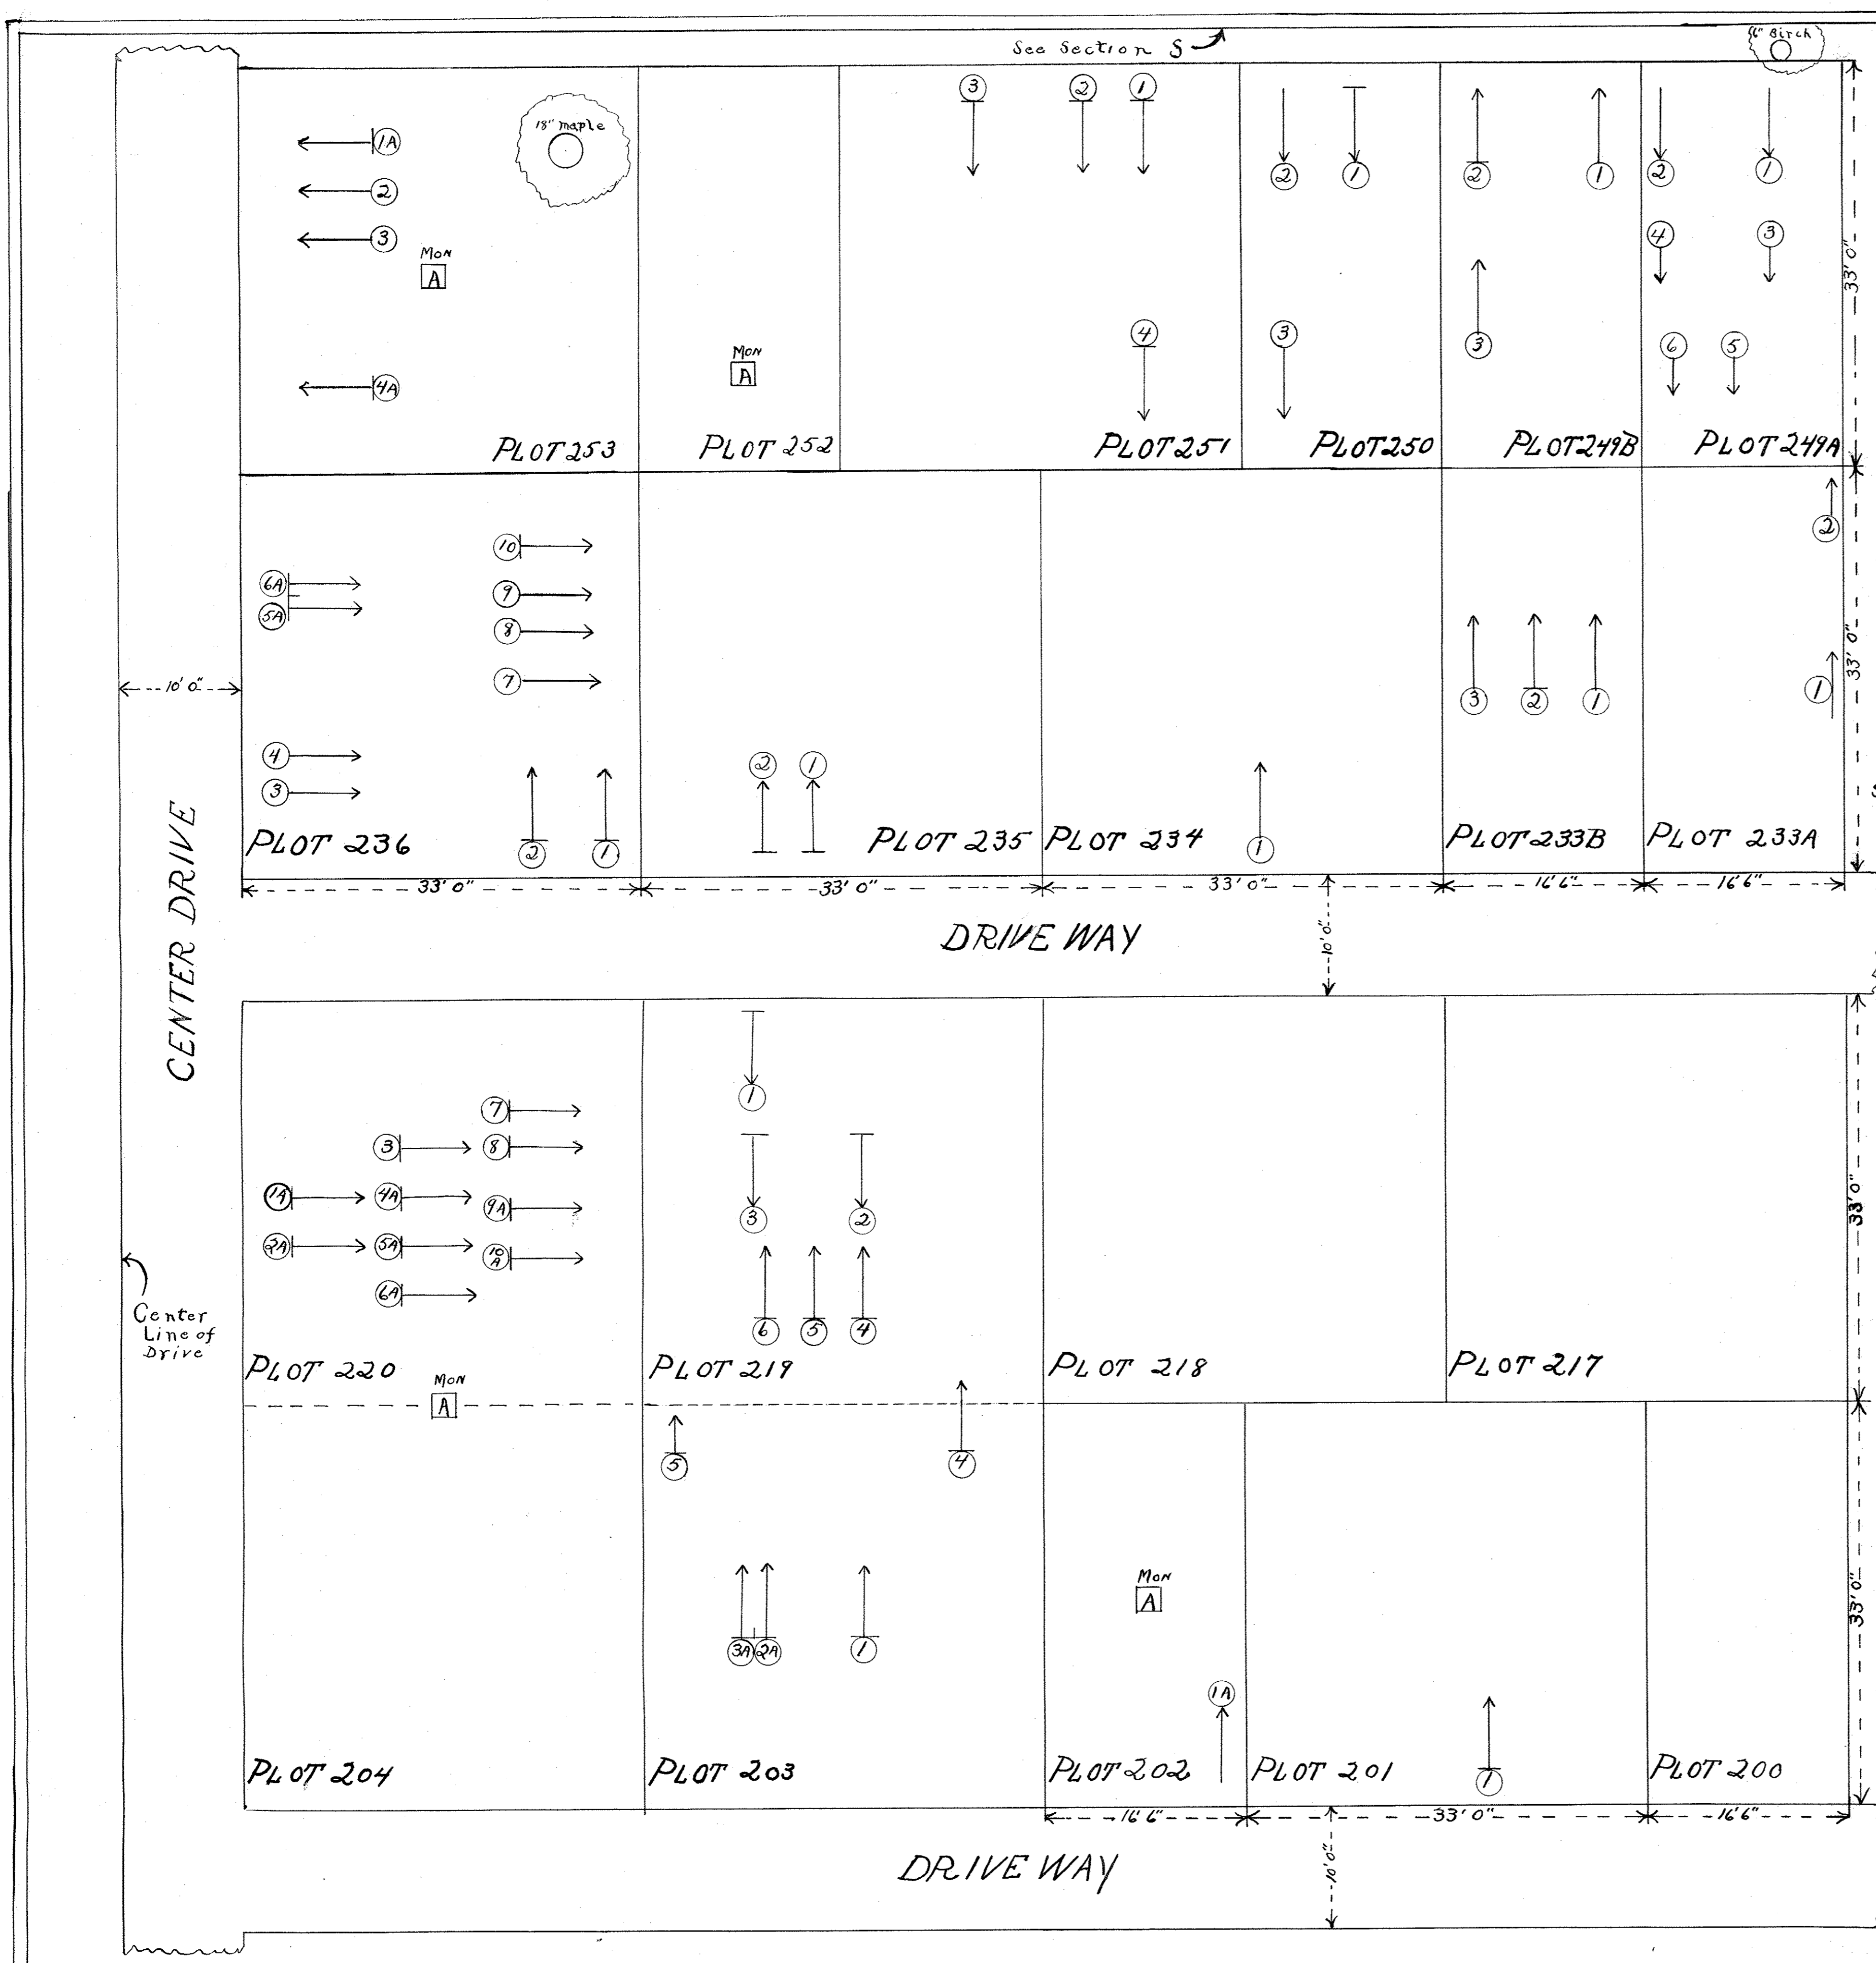 See Section S
6" Birch
18" maple
1A
2
3
MON
A
4A
PLOT 253
MON
A
PLOT 252
3
2
1
4
PLOT 251
2
1
3
PLOT 250
2
1
3
PLOT 249B
2
1
4
3
6
5
PLOT 249A
33' 0"
10
6A
9
5A
8
7
4
3
2
1
PLOT 236
2
1
PLOT 235
PLOT 234
1
3
2
1
PLOT 233B
2
1
PLOT 233A
33' 0"
10' 0"
CENTER DRIVE
33' 0"
33' 0"
33' 0"
16' 6"
16' 6"
DRIVE WAY
10' 0"
7
3
8
1A
4A
9A
2A
5A
10A
6A
PLOT 220
MON
A
1
3
2
6
5
4
PLOT 219
PLOT 218
PLOT 217
33' 0"
Center
Line of
Drive
PLOT 204
5
4
3A
2A
1
PLOT 203
MON
A
1A
PLOT 202
PLOT 201
1
PLOT 200
33' 0"
16' 6"
33' 0"
16' 6"
DRIVE WAY
10' 0"